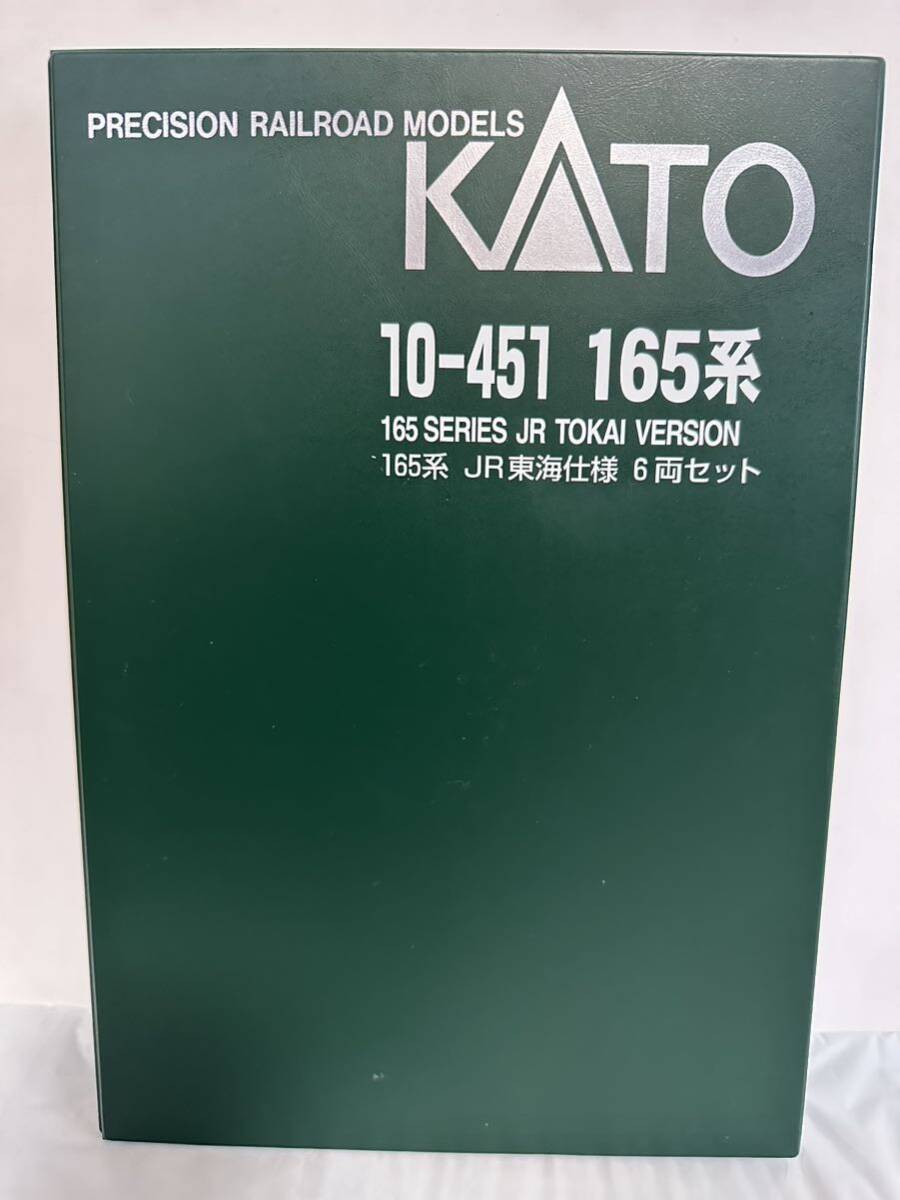 PRECISION RAILROAD MODELS
KATO
10-451 165系
165 SERIES JR TOKAI VERSION
165系 JR東海仕様 6両セット